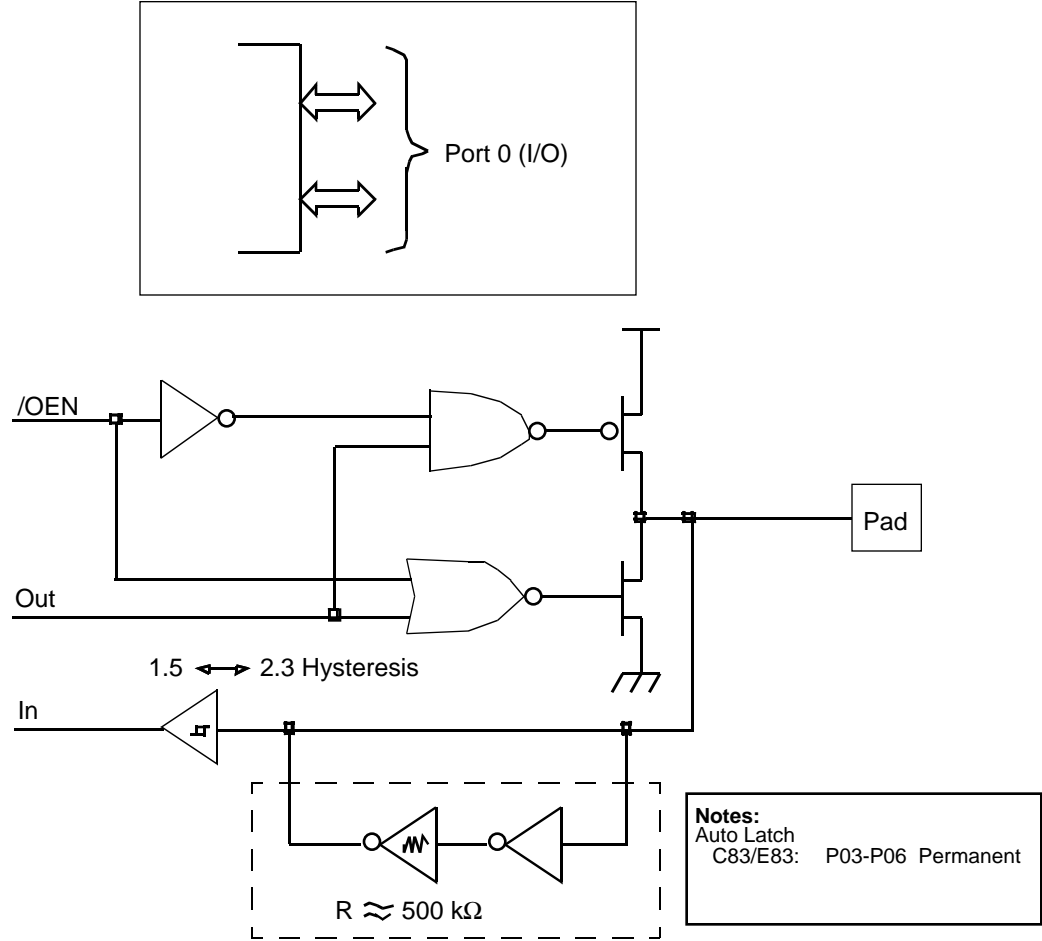 Port 0 (I/O)
/OEN
Pad
Out
1.5 2.3 Hysteresis
In
R ≈ 500 kΩ
Notes:
Auto Latch
C83/E83: P03-P06 Permanent